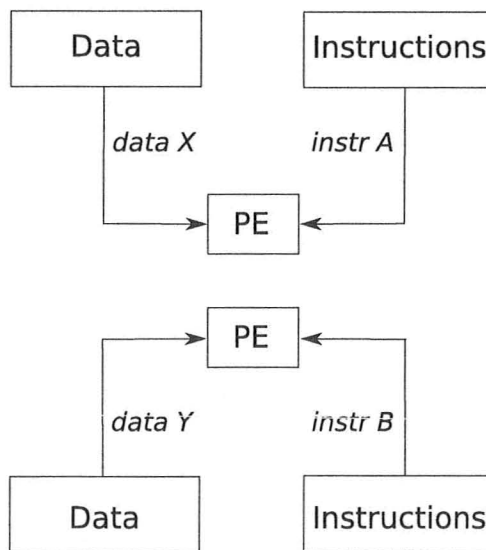 Data
Instructions
data X
instr A
PE
PE
data Y
instr B
Data
Instructions